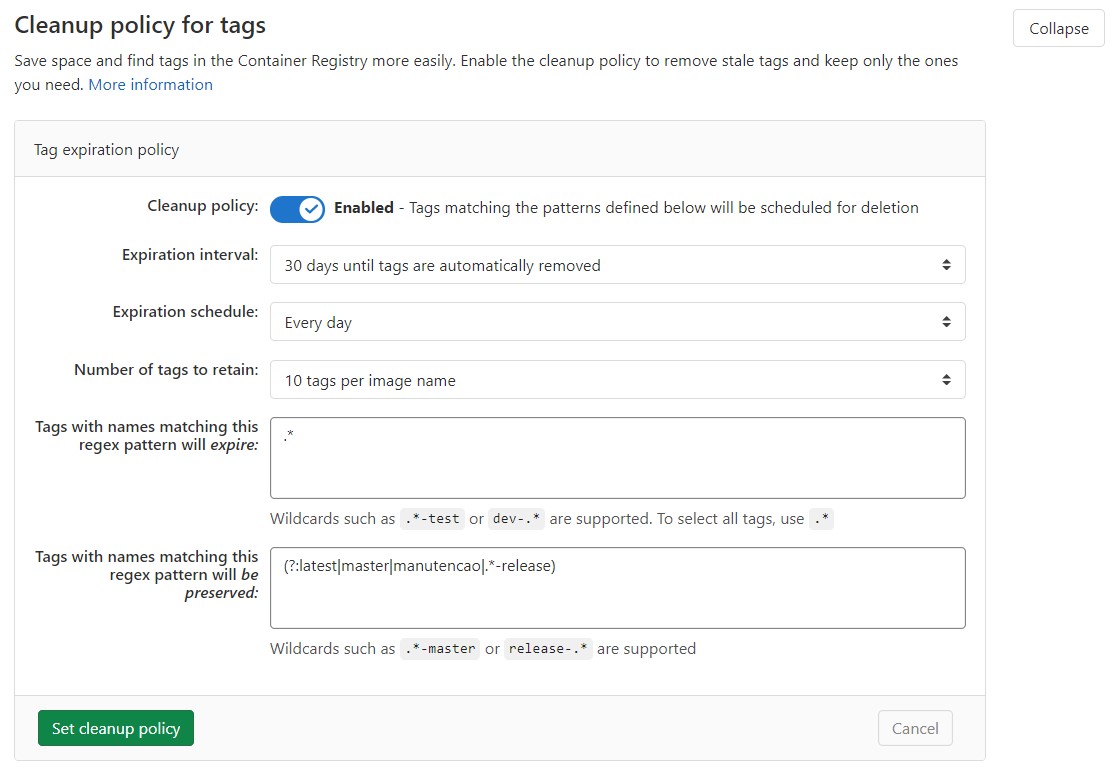 Cleanup policy for tags
Collapse
Save space and find tags in the Container Registry more easily. Enable the cleanup policy to remove stale tags and keep only the ones
you need. More information
Tag expiration policy
Cleanup policy: Enabled - Tags matching the patterns defined below will be scheduled for deletion
Expiration interval: 30 days until tags are automatically removed
Expiration schedule: Every day
Number of tags to retain: 10 tags per image name
Tags with names matching this
regex pattern will expire:
.*
Wildcards such as .*-test or dev-.* are supported. To select all tags, use .*
Tags with names matching this
regex pattern will be
preserved:
(?:latest|master|manutencao|.*-release)
Wildcards such as .*-master or release-.* are supported
Set cleanup policy
Cancel